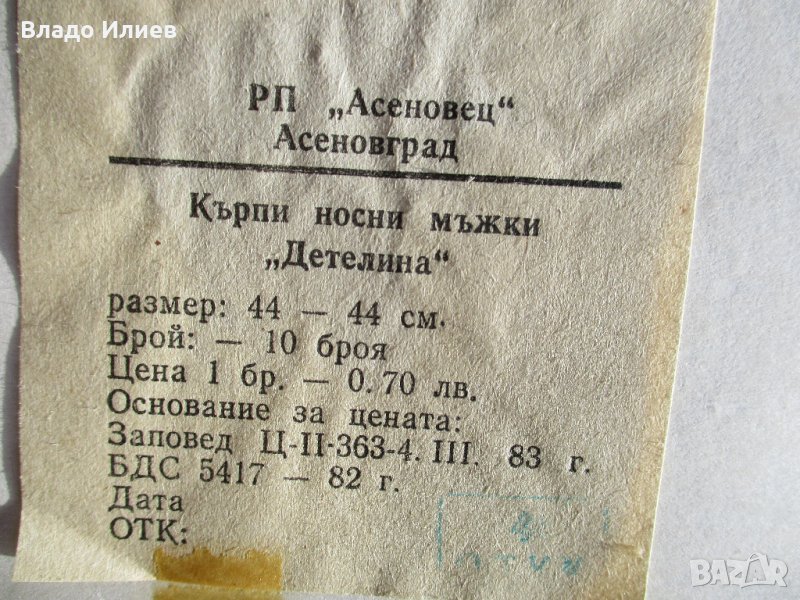 Владо Илиев
РП „Асеновец“
Асеновград
Кърпи носни мъжки
„Детелина“
размер: 44 — 44 см.
Брой: — 10 броя
Цена 1 бр. — 0.70 лв.
Основание за цената:
Заповед Ц-II-363-4. III. 83 г.
БДС 5417 — 82 г.
Дата
ОТК:
BAZAR